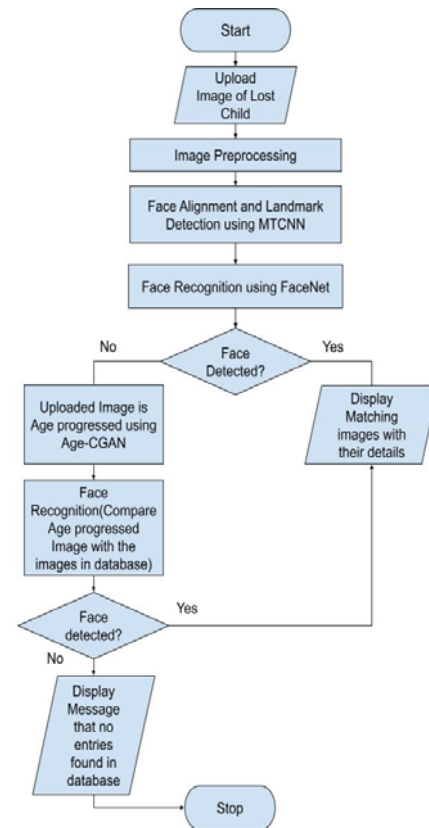 Start
Upload
Image of Lost
Child
Image Preprocessing
Face Alignment and Landmark
Detection using MTCNN
Face Recognition using FaceNet
No
Face
Detected?
Yes
Uploaded Image is
Age progressed using
Age-CGAN
Display
Matching
images with
their details
Face
Recognition(Compare
Age progressed
Image with the
images in database)
Face
detected?
Yes
No
Display
Message
that no
entries
found in
database
Stop